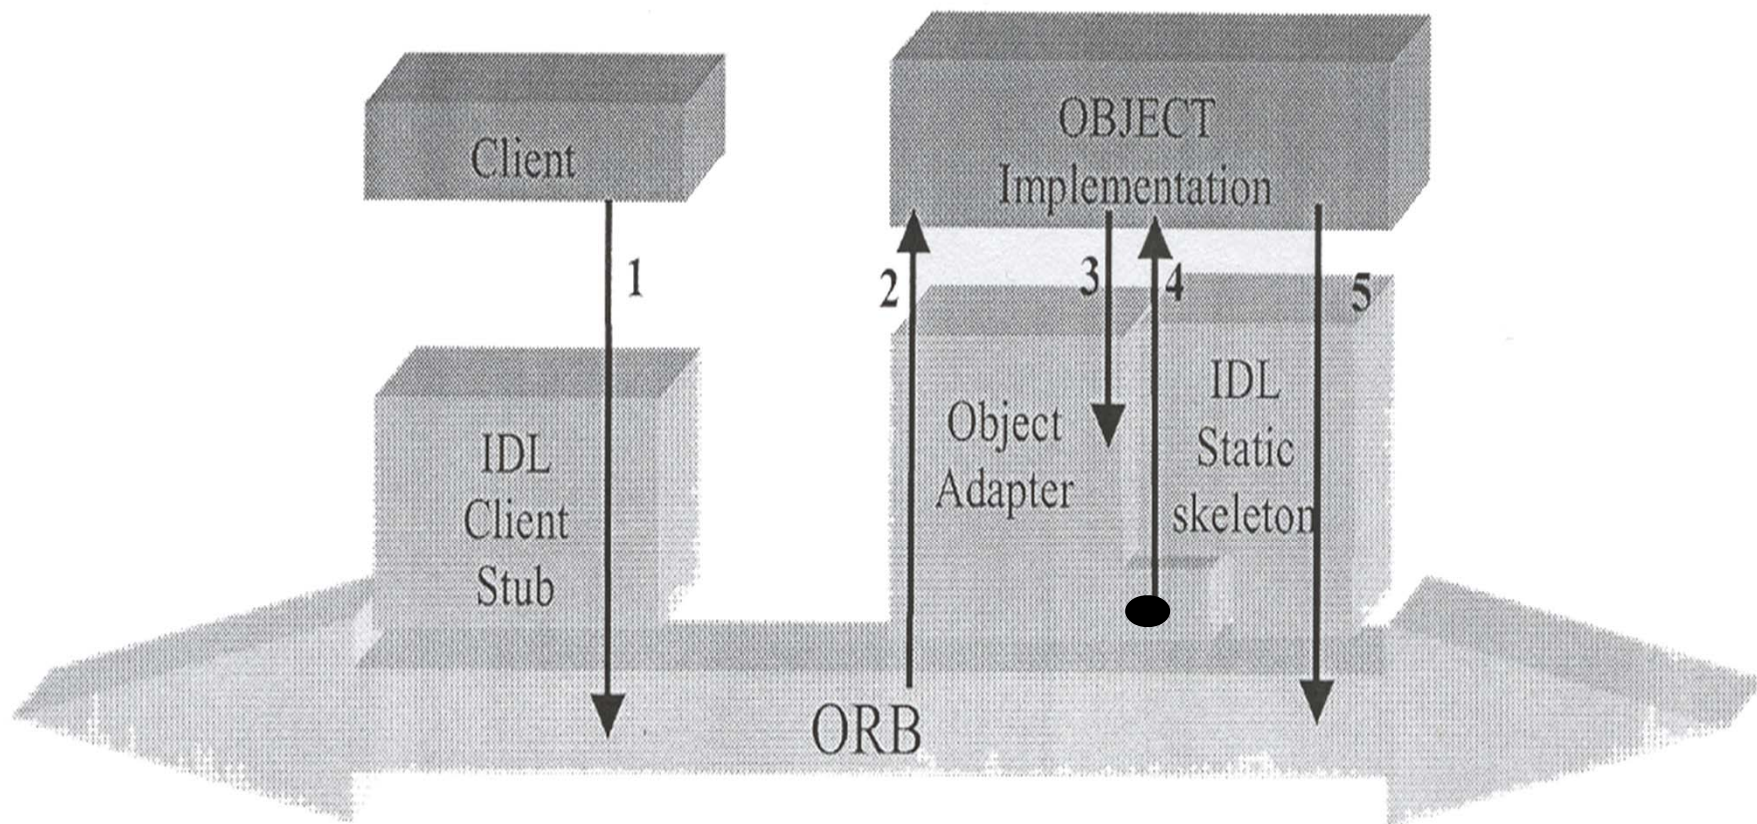 OBJECT
Client
Implementation
1
2
3
4
5
IDL
Static
skeleton
Object
Adapter
IDL
Client
Stub
ORB